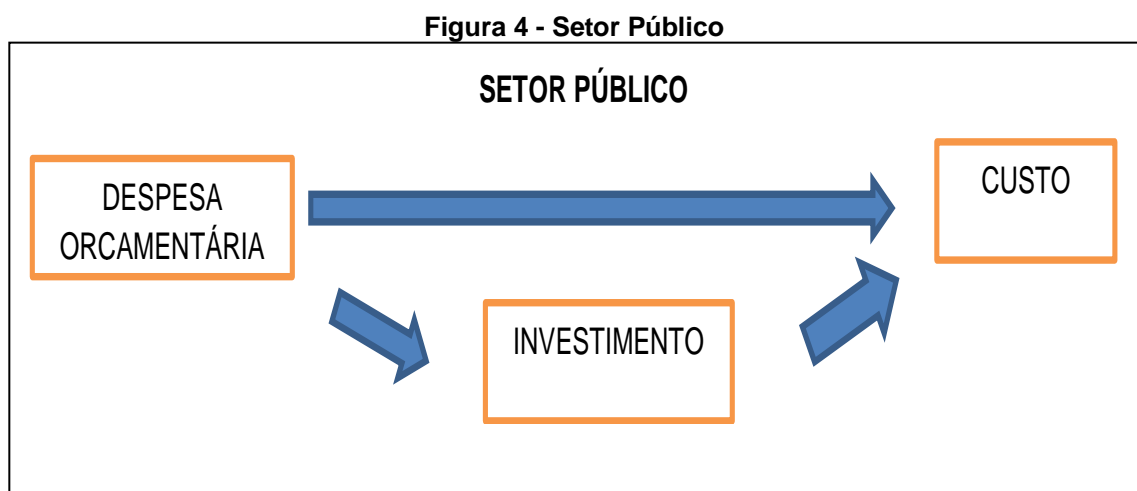 Figura 4 - Setor Público
SETOR PÚBLICO
DESPESA
ORCAMENTÁRIA
INVESTIMENTO
CUSTO